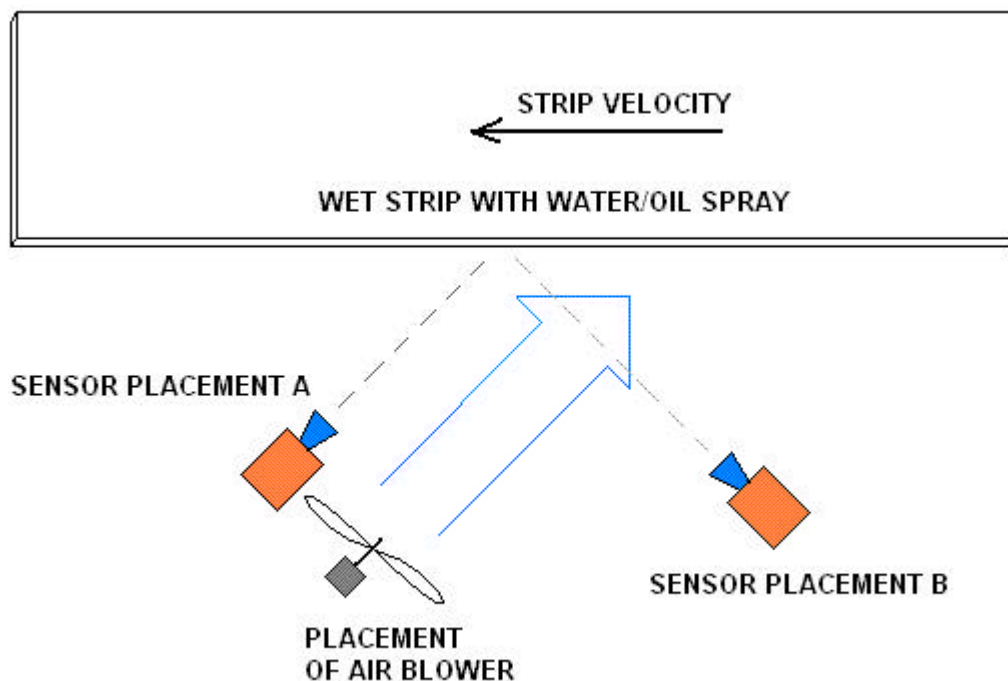 STRIP VELOCITY
WET STRIP WITH WATER/OIL SPRAY
SENSOR PLACEMENT A
SENSOR PLACEMENT B
PLACEMENT
OF AIR BLOWER